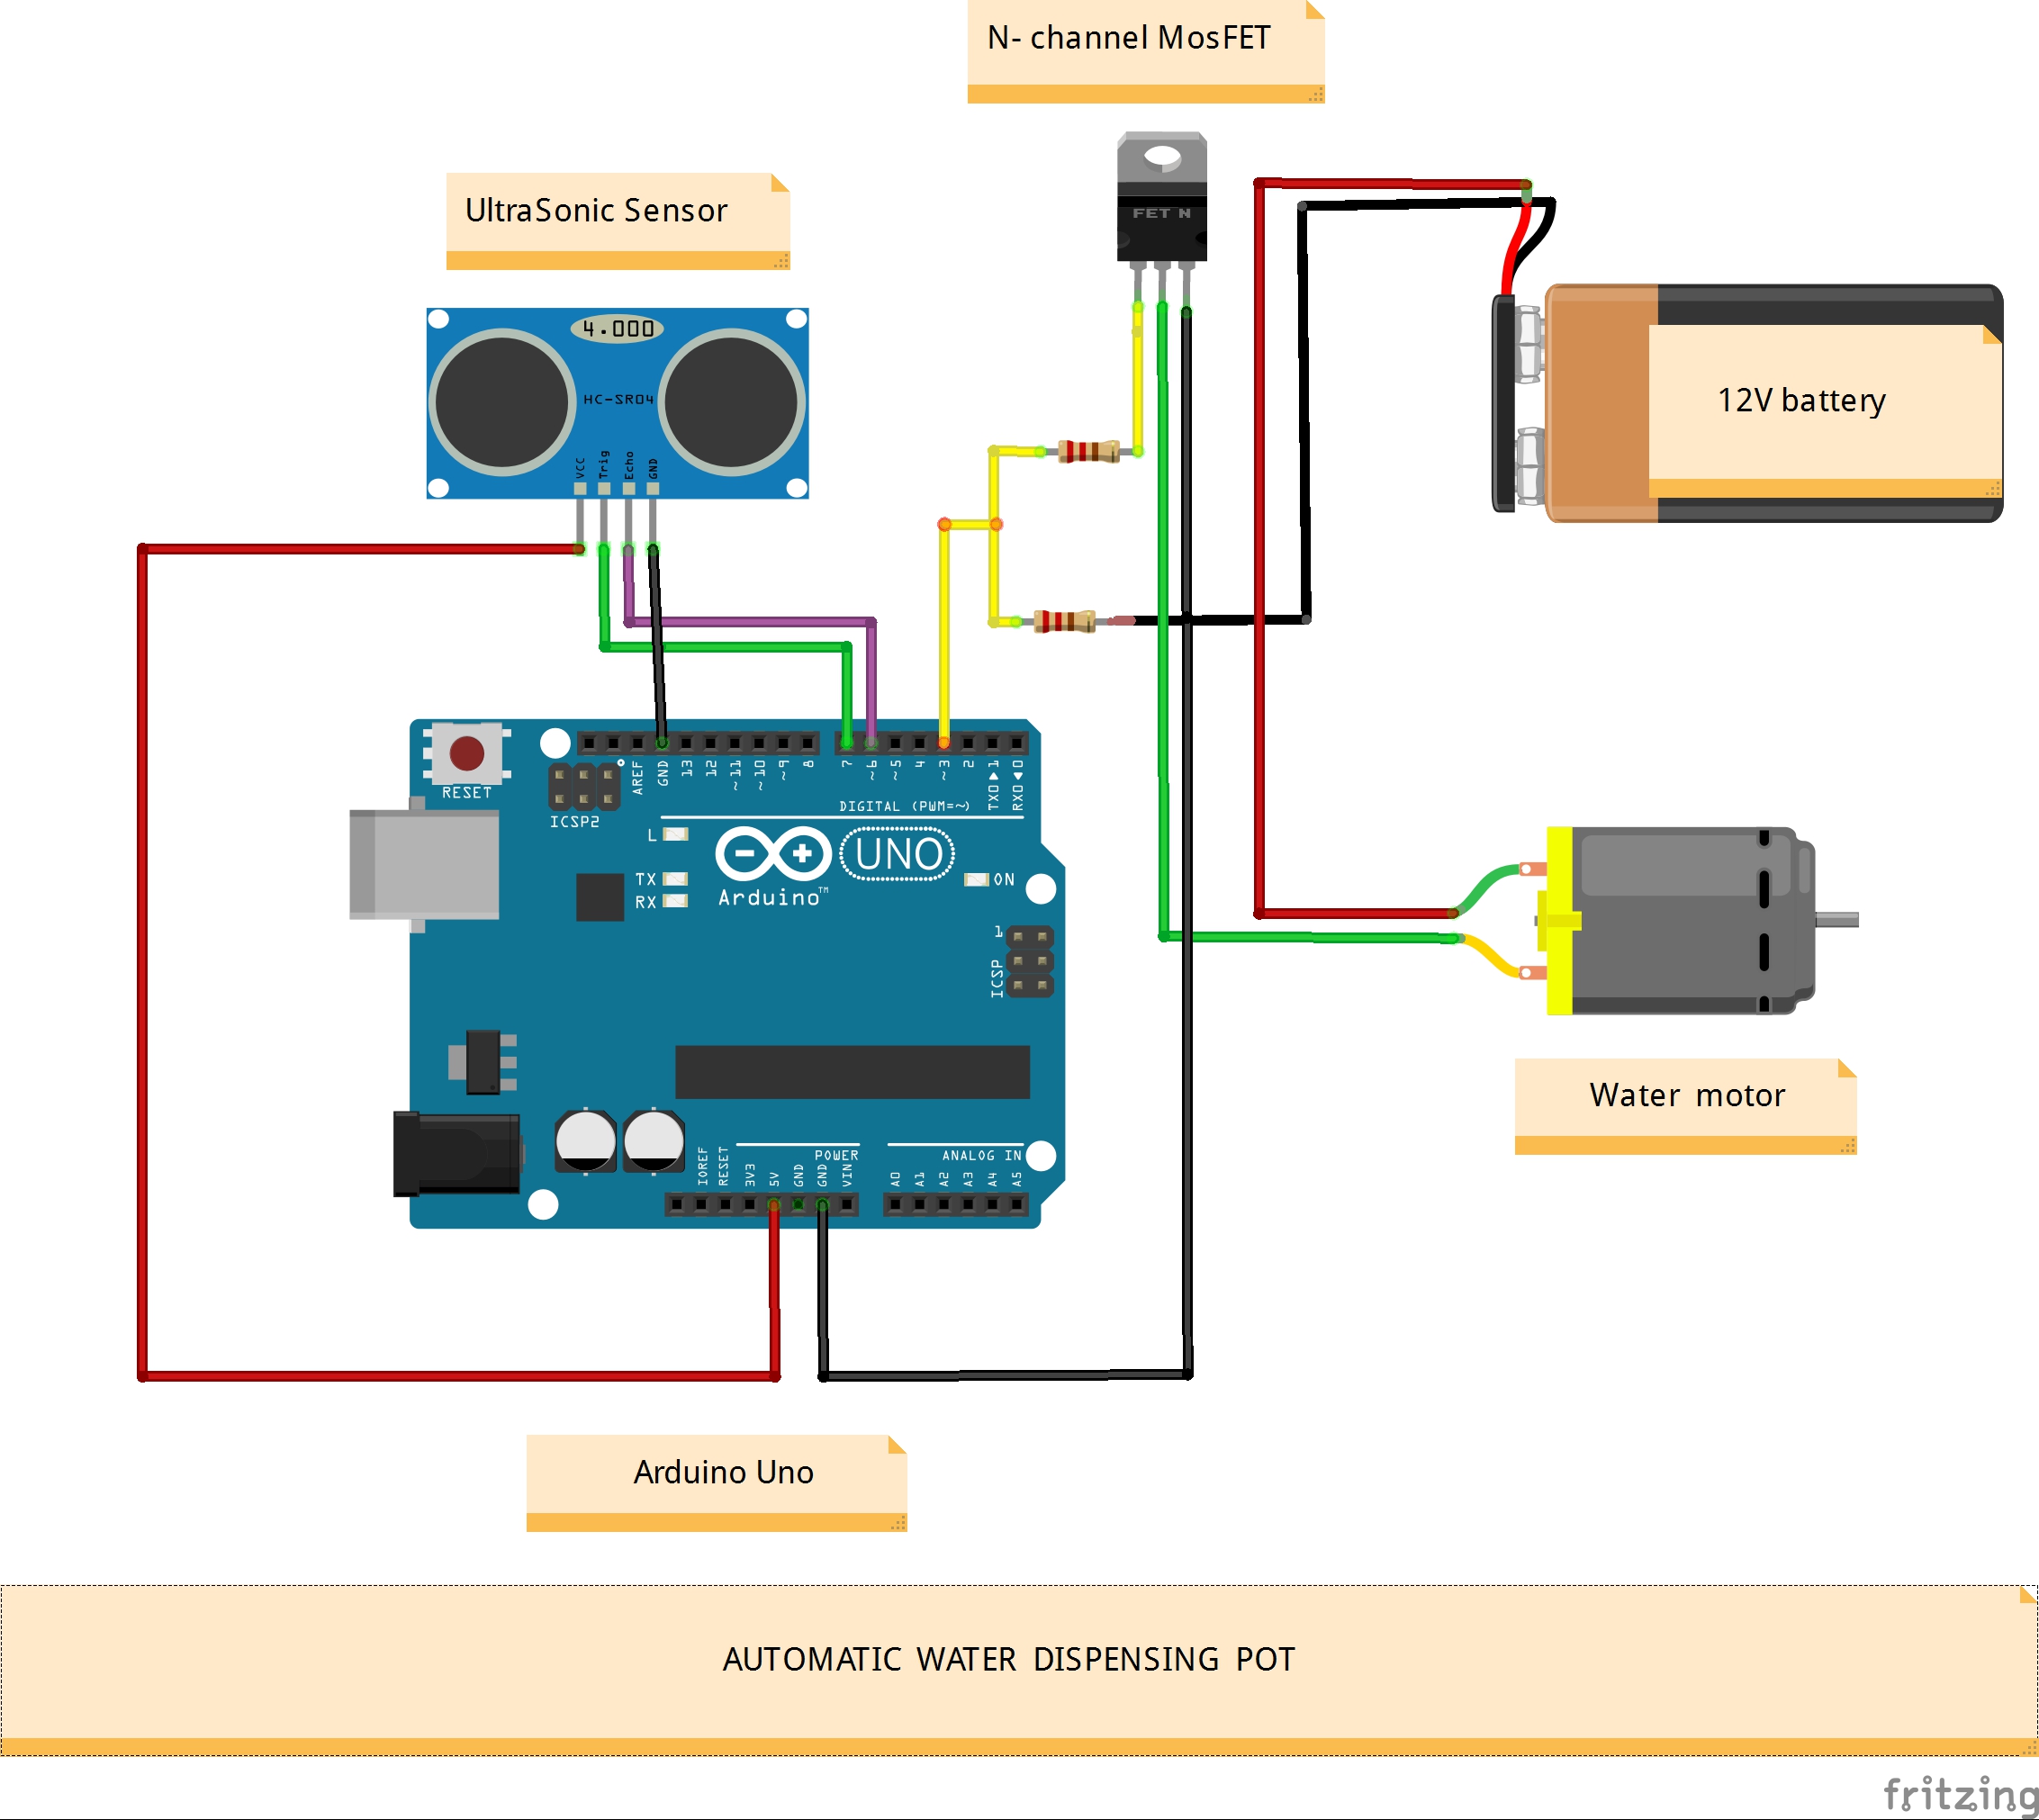 N- channel MosFET
UltraSonic Sensor
4.000
HC-SR04
VCC
Trig
Echo
GND
FET N
12V battery
RESET
ICSP2
AREF
GND
13
12
~11
~10
~9
8
7
~6
~5
4
~3
2
TX0▶1
RX0◀0
DIGITAL (PWM=~)
L
TX
RX
Arduino™
UNO
ON
1
ICSP
IOREF
RESET
3V3
5V
GND
GND
VIN
POWER
ANALOG IN
A0
A1
A2
A3
A4
A5
Water motor
Arduino Uno
AUTOMATIC WATER DISPENSING POT
fritzing